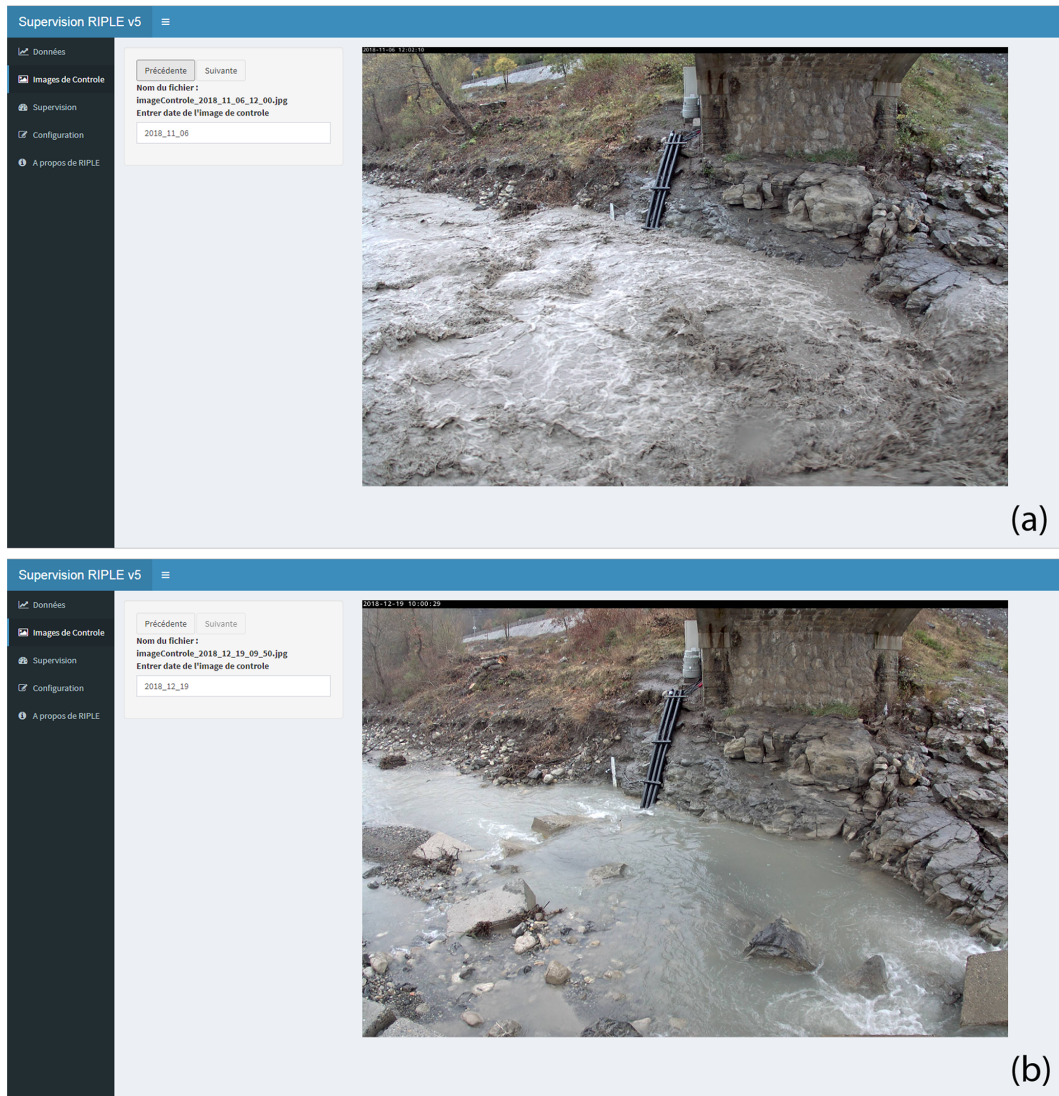 Supervision RIPLE v5
Données
Images de Controle
Supervision
Configuration
A propos de RIPLE
Précédente Suivante
Nom du fichier :
imageControle_2018_11_06_12_00.jpg
Entrer date de l'image de controle
2018_11_06
2018-11-06 12:02:10
(a)
Supervision RIPLE v5
Données
Images de Controle
Supervision
Configuration
A propos de RIPLE
Précédente Suivante
Nom du fichier :
imageControle_2018_12_19_09_50.jpg
Entrer date de l'image de controle
2018_12_19
2018-12-19 10:00:29
(b)